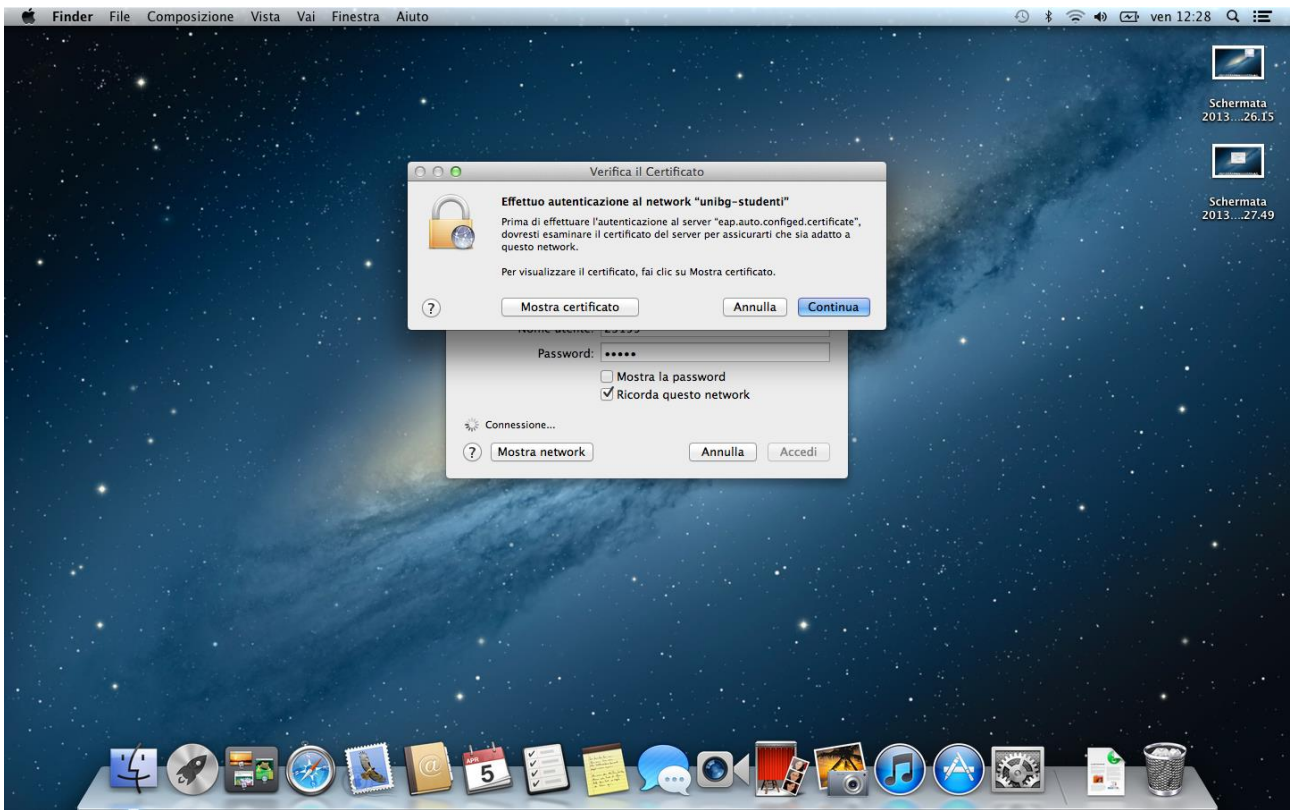 Finder File Composizione Vista Vai Finestra Aiuto ven 12:28
Schermata
2013....26.15
Schermata
2013....27.49
Verifica il Certificato
Effettuo autenticazione al network “unibg-studenti”
Prima di effettuare l'autenticazione al server “eap.auto.configed.certificate”,
dovresti esaminare il certificato del server per assicurarti che sia adatto a
questo network.
Per visualizzare il certificato, fai clic su Mostra certificato.
? Mostra certificato Annulla Continua
Nome utente:
Password: •••••
Mostra la password
Ricorda questo network
Connessione...
? Mostra network Annulla Accedi
APR
5